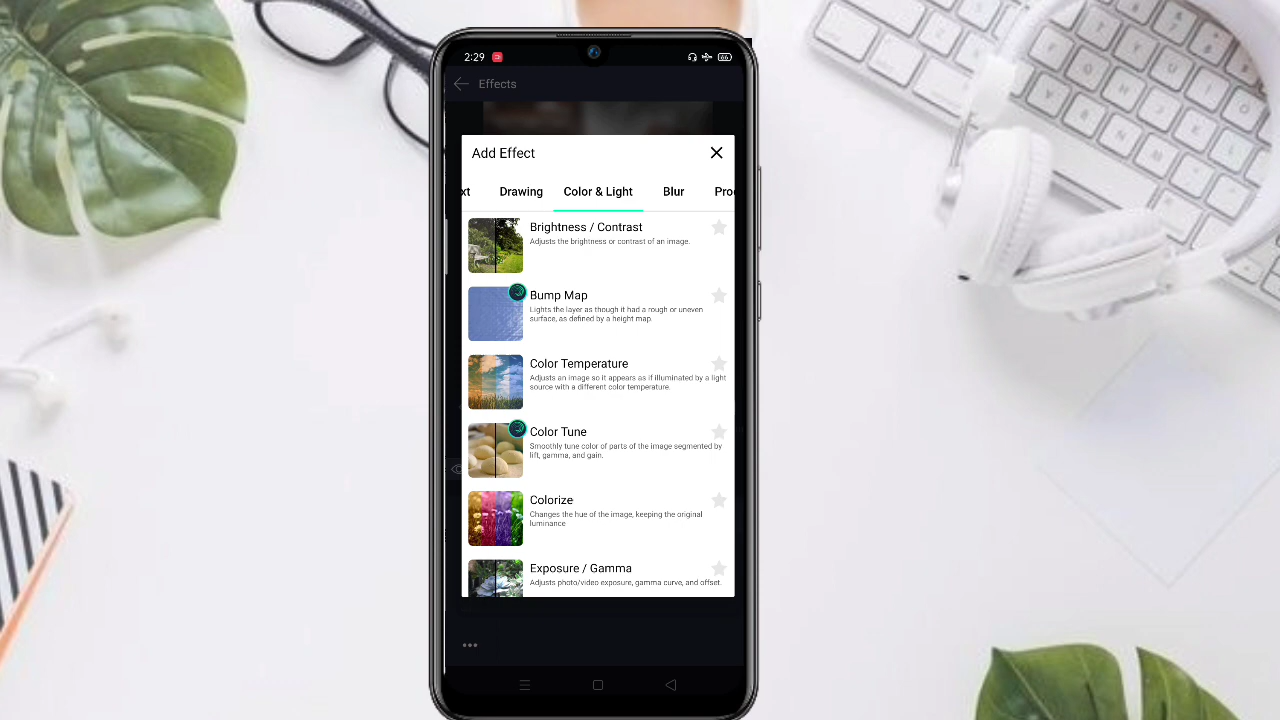 2:29
66
Effects
Add Effect
xt Drawing Color & Light Blur Pro
Brightness / Contrast
Adjusts the brightness or contrast of an image.
Bump Map
Lights the layer as though it had a rough or uneven
surface, as defined by a height map.
Color Temperature
Adjusts an image so it appears as if illuminated by a light
source with a different color temperature.
Color Tune
Smoothly tune color of parts of the image segmented by
lift, gamma, and gain.
Colorize
Changes the hue of the image, keeping the original
luminance
Exposure / Gamma
Adjusts photo/video exposure, gamma curve, and offset.